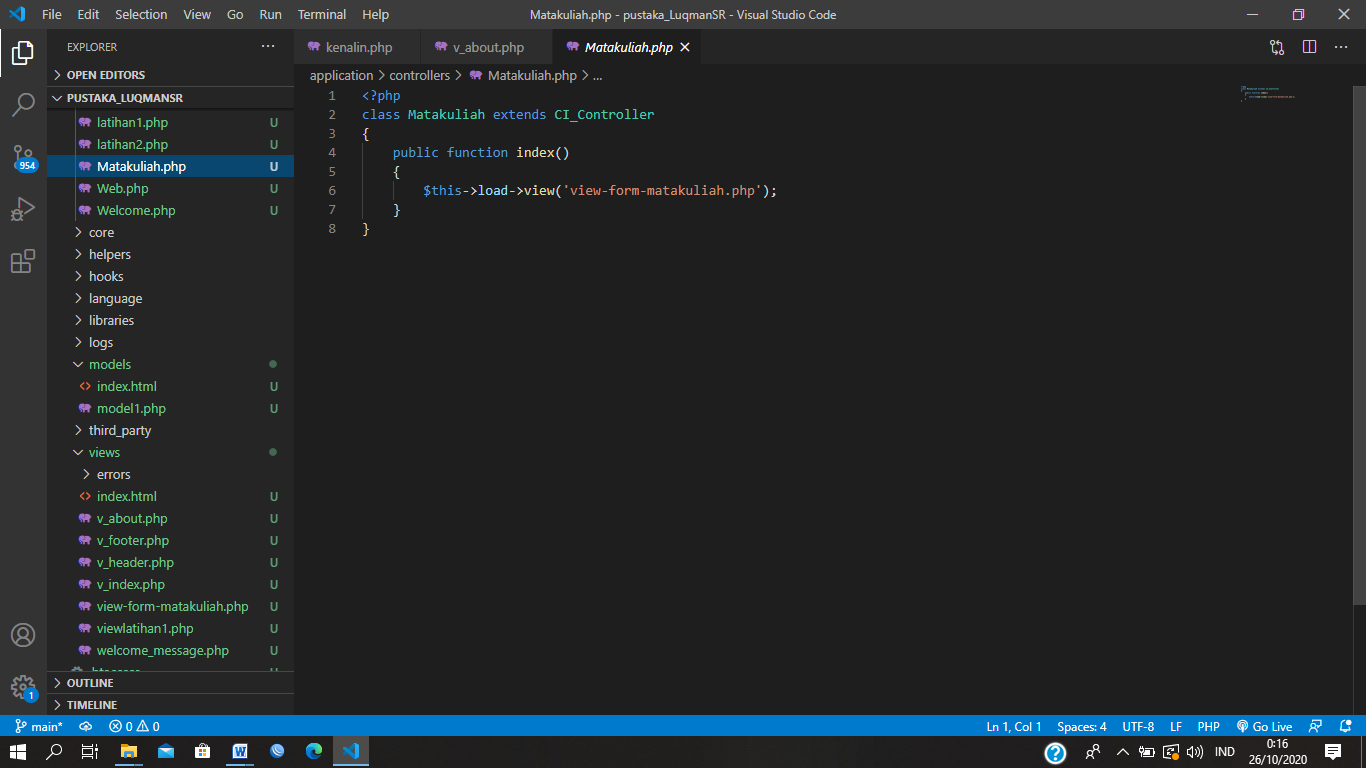 File Edit Selection View Go Run Terminal Help
Matakuliah.php - pustaka_LuqmanSR - Visual Studio Code
EXPLORER
OPEN EDITORS
PUSTAKA_LUQMANSR
latihan1.php U
latihan2.php U
Matakuliah.php U
Web.php U
Welcome.php U
core
helpers
hooks
language
libraries
logs
models
index.html U
model1.php U
third_party
views
errors
index.html U
v_about.php U
v_footer.php U
v_header.php U
v_index.php U
view-form-matakuliah.php U
viewlatihan1.php U
welcome_message.php U
OUTLINE
TIMELINE
954
1
kenalin.php v_about.php Matakuliah.php
application > controllers > Matakuliah.php > ...
1 <?php
2 class Matakuliah extends CI_Controller
3 {
4 public function index()
5 {
6 $this->load->view('view-form-matakuliah.php');
7 }
8 }
main* 0 0 Ln 1, Col 1 Spaces: 4 UTF-8 LF PHP Go Live
IND
0:16
26/10/2020